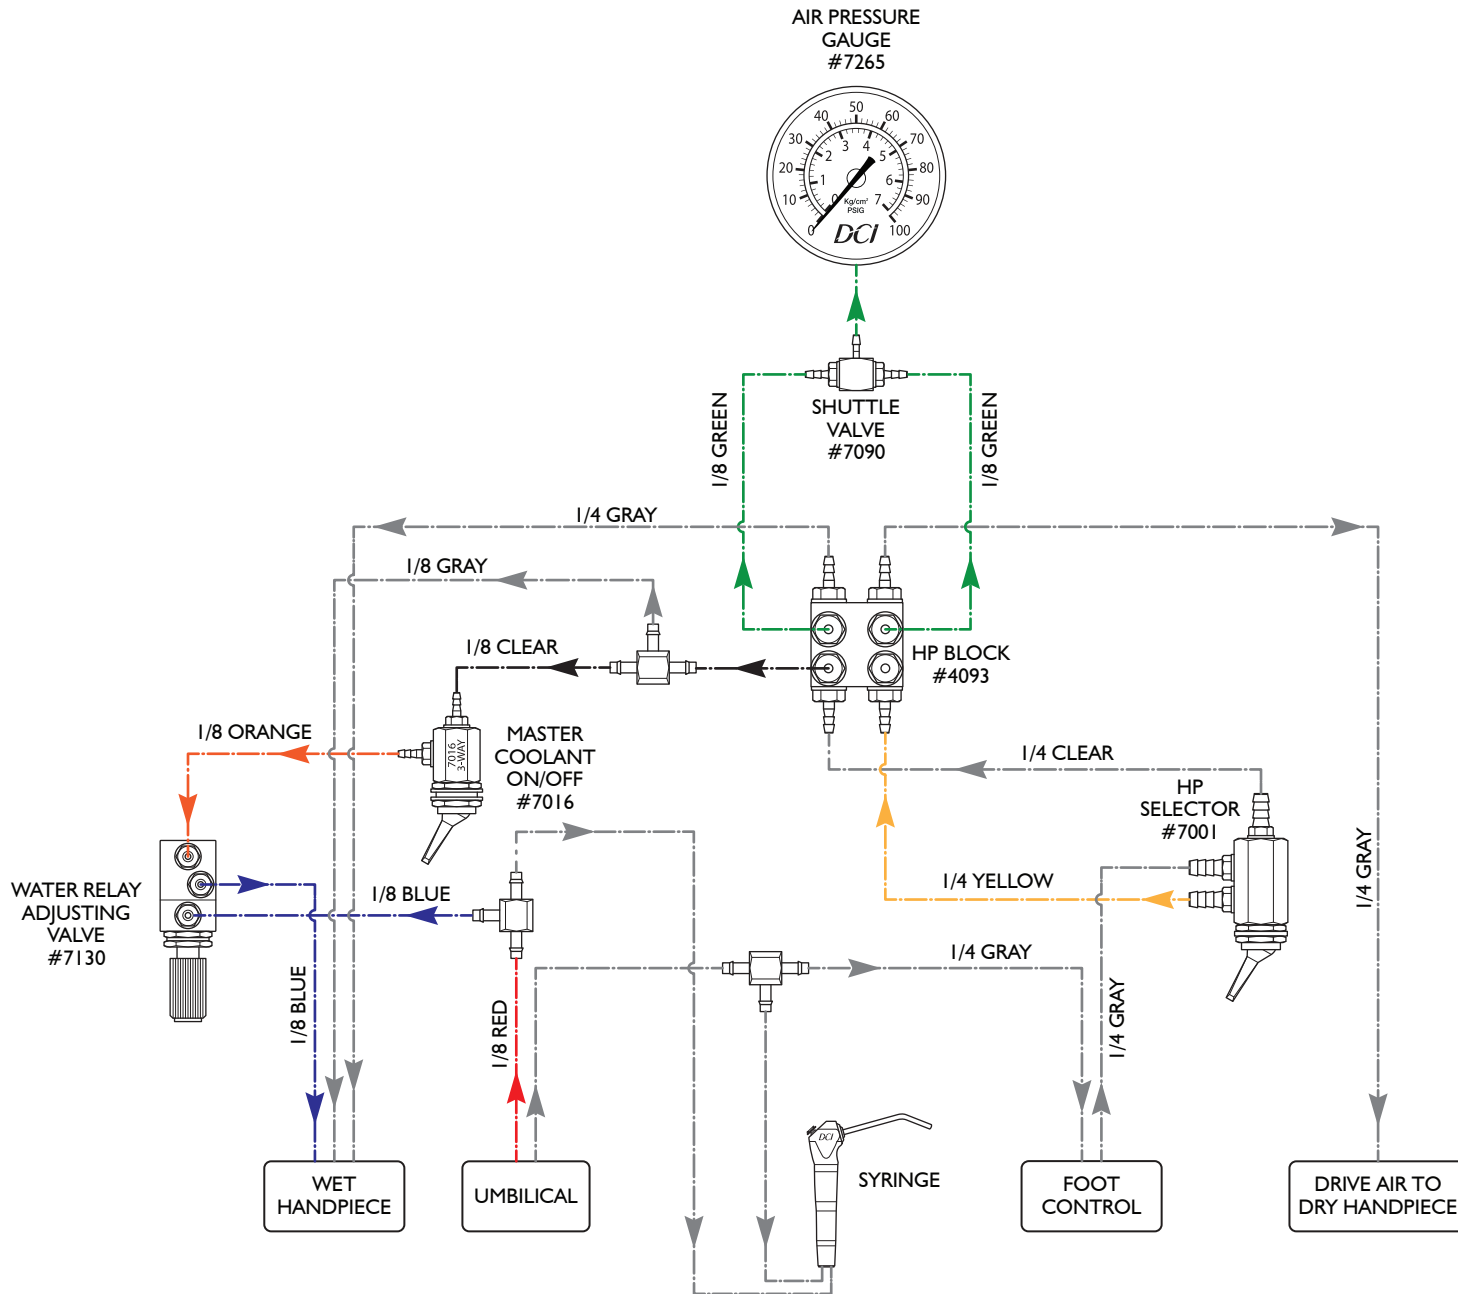 AIR PRESSURE
GAUGE
#7265
0
10
20
30
40
50
60
70
80
90
100
0
1
2
3
4
5
6
7
Kg/cm²
PSIG
DCI
1/8 GREEN
SHUTTLE
VALVE
#7090
1/8 GREEN
1/4 GRAY
1/8 GRAY
1/8 CLEAR
HP BLOCK
#4093
1/8 ORANGE
7016
3-WAY
MASTER
COOLANT
ON/OFF
#7016
1/4 CLEAR
HP
SELECTOR
#7001
WATER RELAY
ADJUSTING
VALVE
#7130
1/8 BLUE
1/4 YELLOW
1/4 GRAY
1/8 BLUE
1/8 RED
1/4 GRAY
1/4 GRAY
WET
HANDPIECE
UMBILICAL
DCI
SYRINGE
FOOT
CONTROL
DRIVE AIR TO
DRY HANDPIECE